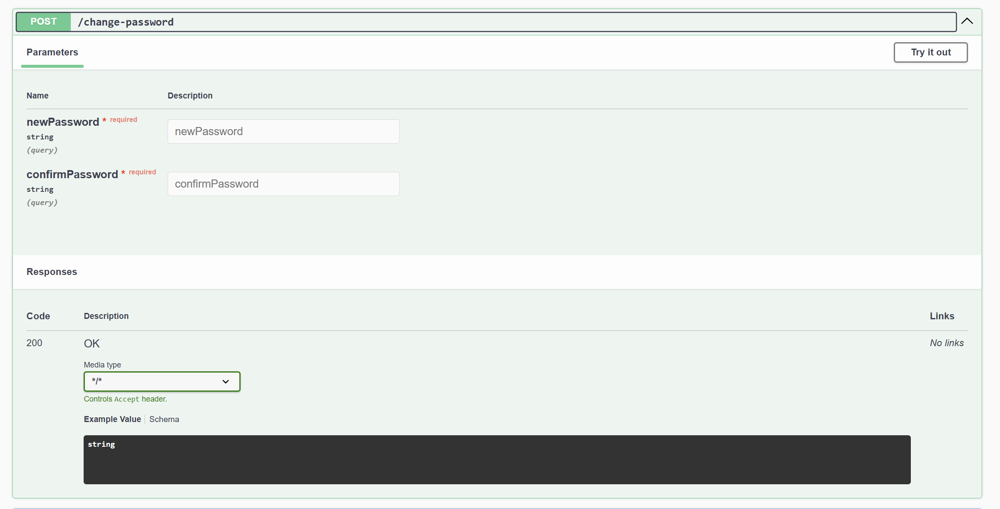 POST /change-password
Parameters
Try it out
Name Description
newPassword * required
string
(query)
newPassword
confirmPassword * required
string
(query)
confirmPassword
Responses
Code Description Links
200 OK No links
Media type
*/*
Controls Accept header.
Example Value Schema
string